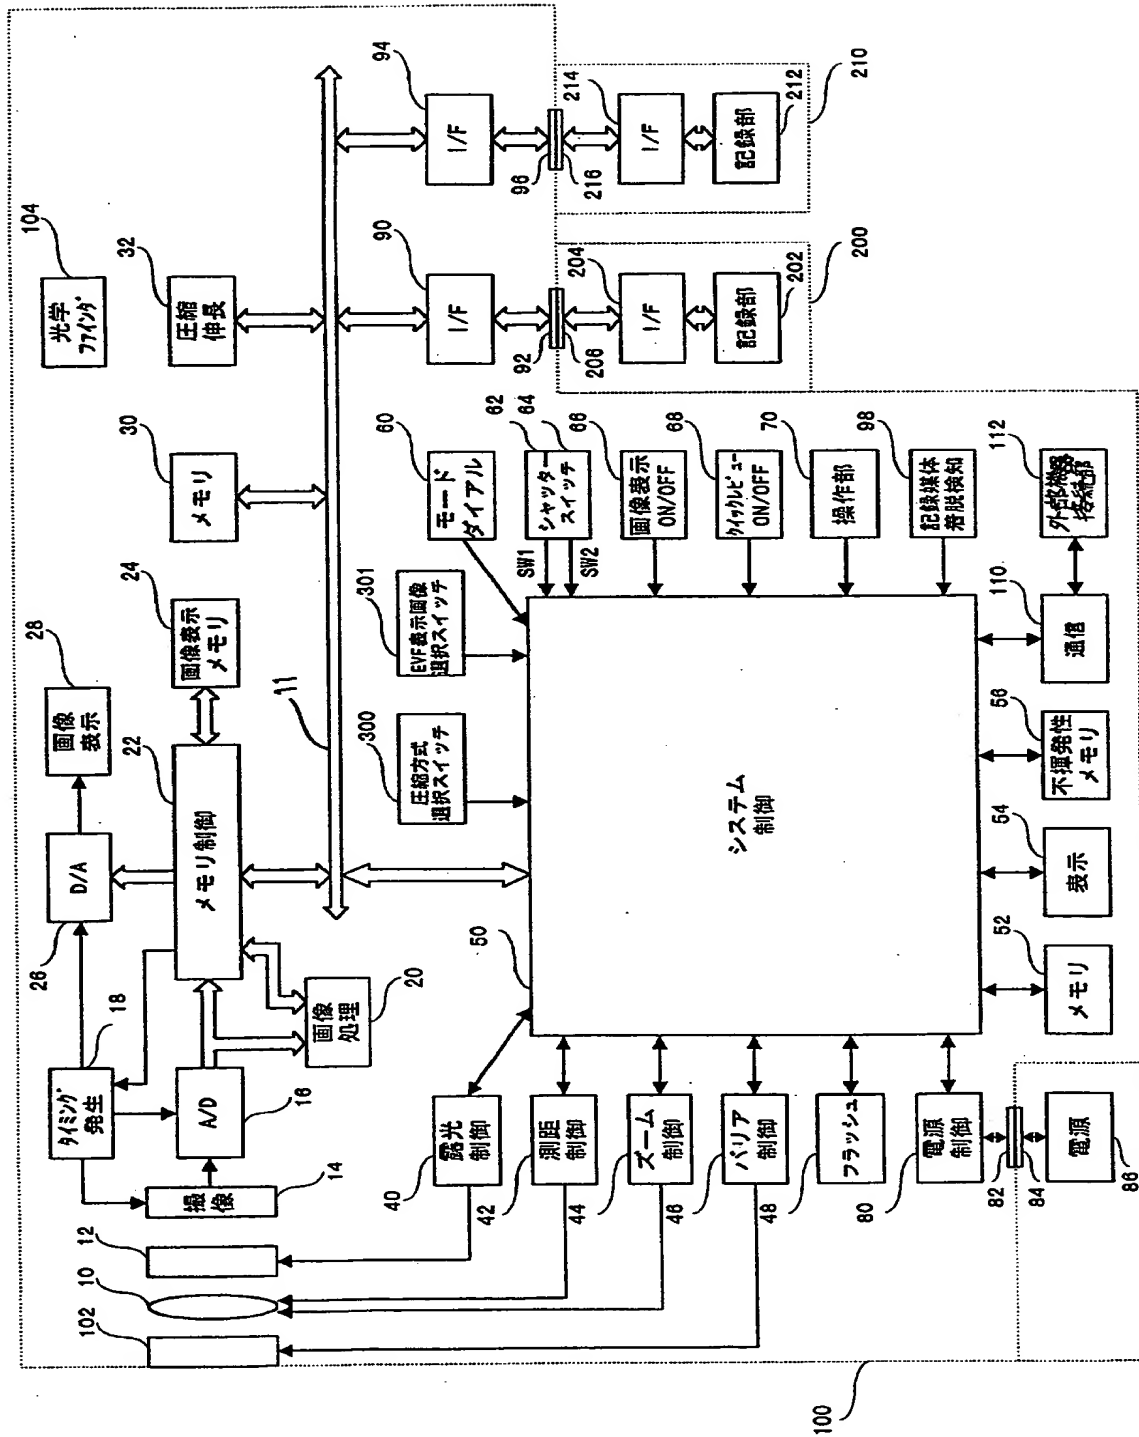 104
光学
ファインダ
32
圧縮
伸長
30
メモリ
24
画像表示
メモリ
28
画像
表示
22
メモリ制御
D/A
26
18
タイミング
発生
A/D
16
撮像
14
12
10
102
画像
処理
20
11
94
I/F
96
216
214
I/F
212
記録部
210
90
I/F
92
206
204
I/F
202
記録部
200
60
モード
ダイアル
62
64
シャッター
スイッチ
SW1
SW2
66
画像表示
ON/OFF
68
クイックレビュー
ON/OFF
70
操作部
98
記録媒体
着脱検知
112
外部機器
接続部
110
通信
301
EVF表示画像
選択スイッチ
300
圧縮方式
選択スイッチ
50
システム
制御
56
不揮発性
メモリ
54
表示
52
メモリ
40
露光
制御
42
測距
制御
44
ズーム
制御
46
バリア
制御
48
フラッシュ
80
電源
制御
82
84
電源
86
100